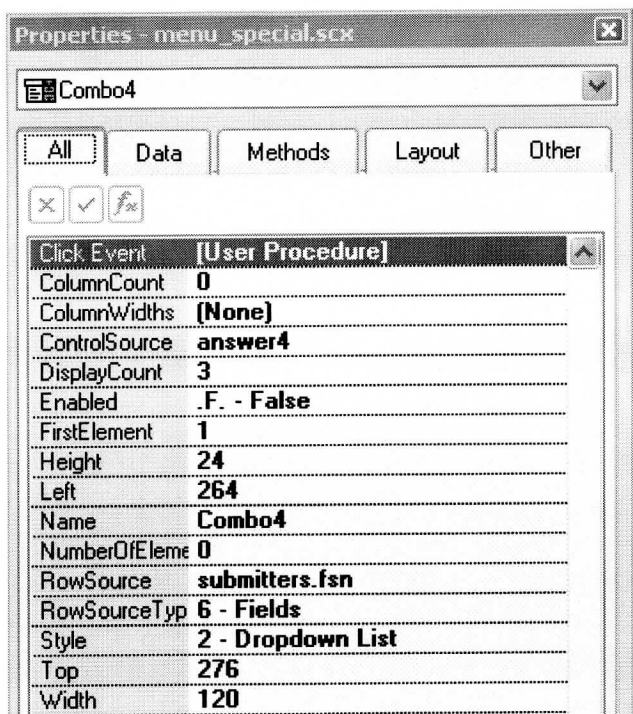 Properties - menu_special.scx
Combo4
All Data Methods Layout Other
Click Event [User Procedure]
ColumnCount 0
ColumnWidths (None)
ControlSource answer4
DisplayCount 3
Enabled .F. - False
FirstElement 1
Height 24
Left 264
Name Combo4
NumberOfEleme 0
RowSource submitters.fsn
RowSourceTyp 6 - Fields
Style 2 - Dropdown List
Top 276
Width 120